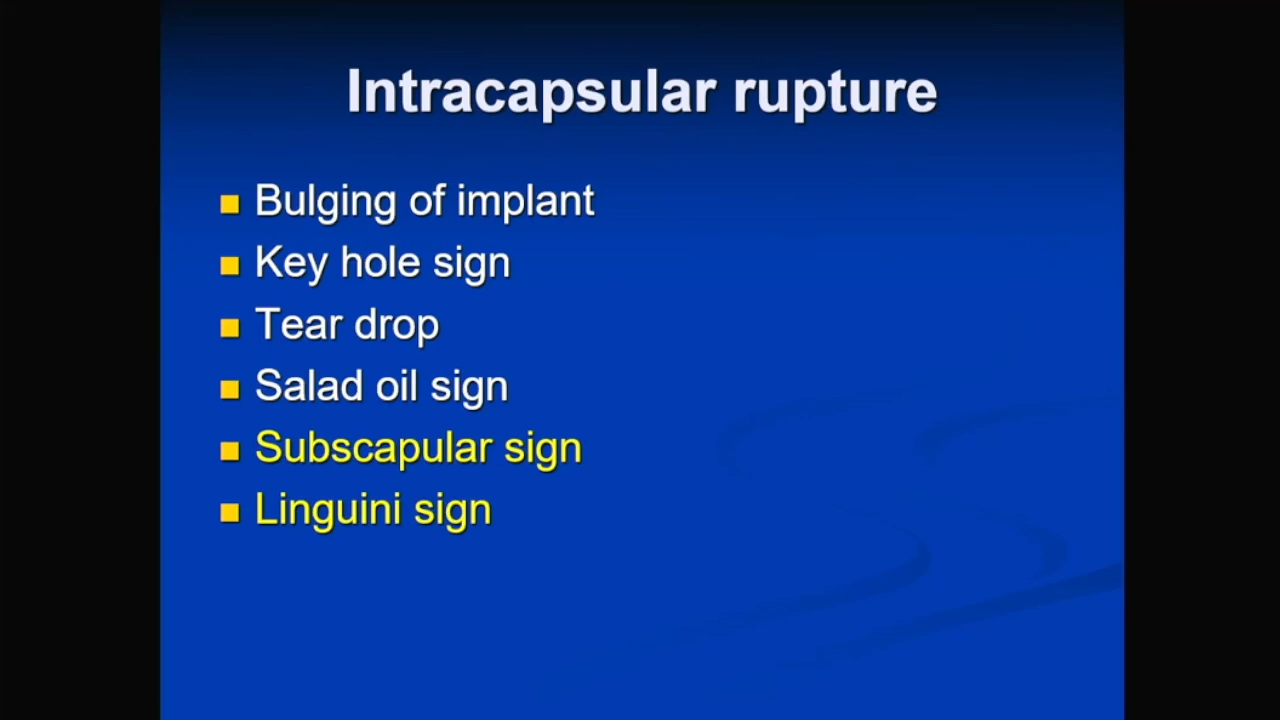 Intracapsular rupture
Bulging of implant
Key hole sign
Tear drop
Salad oil sign
Subscapular sign
Linguini sign